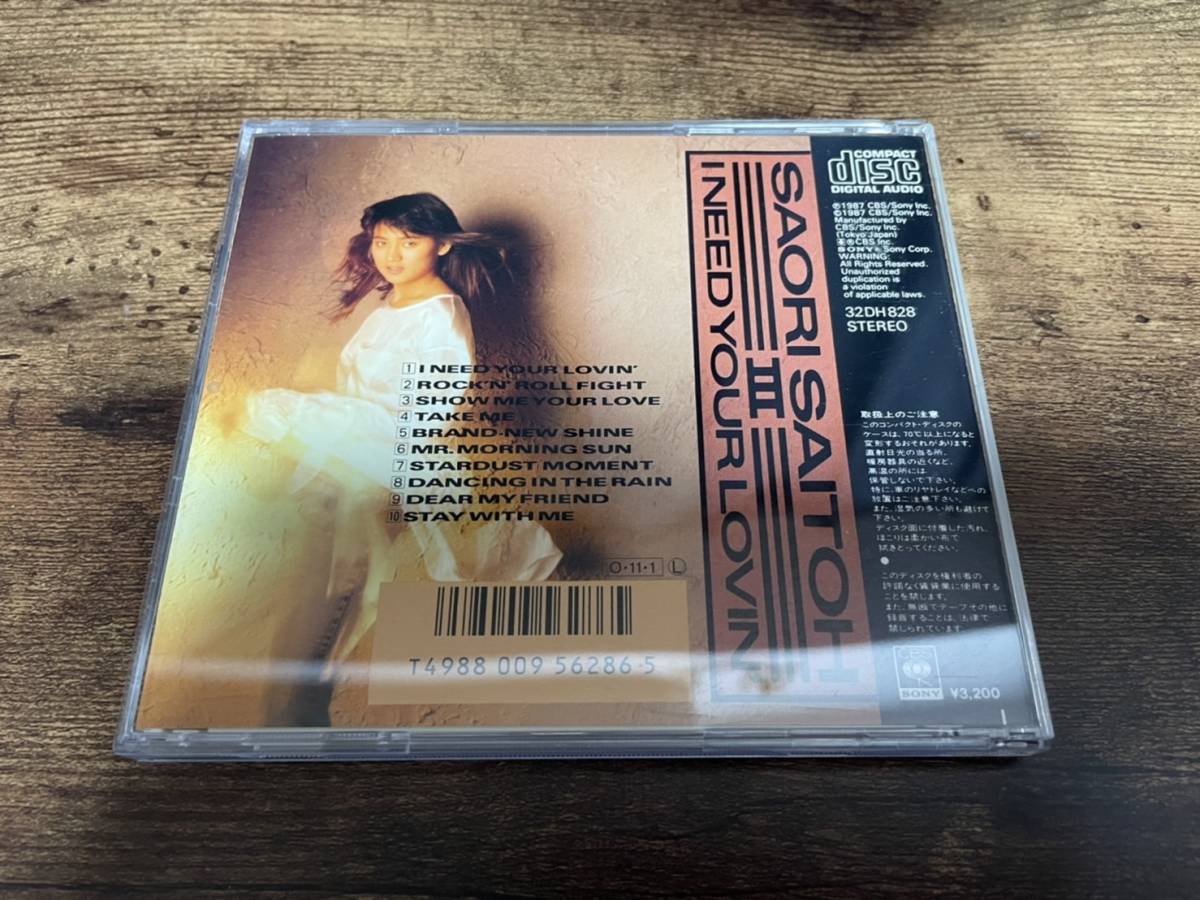 1 I NEED YOUR LOVIN'
2 ROCK'N' ROLL FIGHT
3 SHOW ME YOUR LOVE
4 TAKE ME
5 BRAND-NEW SHINE
6 MR. MORNING SUN
7 STARDUST MOMENT
8 DANCING IN THE RAIN
9 DEAR MY FRIEND
10 STAY WITH ME
O·11·1 L
T4988 009 56286·5
SAORI SAITOH
III
I NEED YOUR LOVIN'
COMPACT
disc
DIGITAL AUDIO
Ⓟ1987 CBS/Sony Inc.
©1987 CBS/Sony Inc.
Manufactured by
CBS/Sony Inc.
(Tokyo Japan)
®CBS Inc.
SONY® Sony Corp.
WARNING:
All Rights Reserved.
Unauthorized
duplication is
a violation
of applicable laws.
32DH 828
STEREO
取扱上のご注意
このコンパクト・ディスクの
ケースは、70℃以上になると
変形するおそれがあります。
直射日光の当る所、
暖房器具の近くなど、
高温の所には
保管しないで下さい。
特に、車のリヤトレイなどへの
放置はご注意下さい。
また、湿気の多い所も避けて
下さい。
ディスク面に付着した汚れ、
ほこりは柔かい布で
拭きとってください。
このディスクを権利者の
許諾なく賃貸業に使用する
ことを禁じます。
また、無断でテープその他に
録音することは、法律で
禁じられています。
CBS
SONY
¥3,200